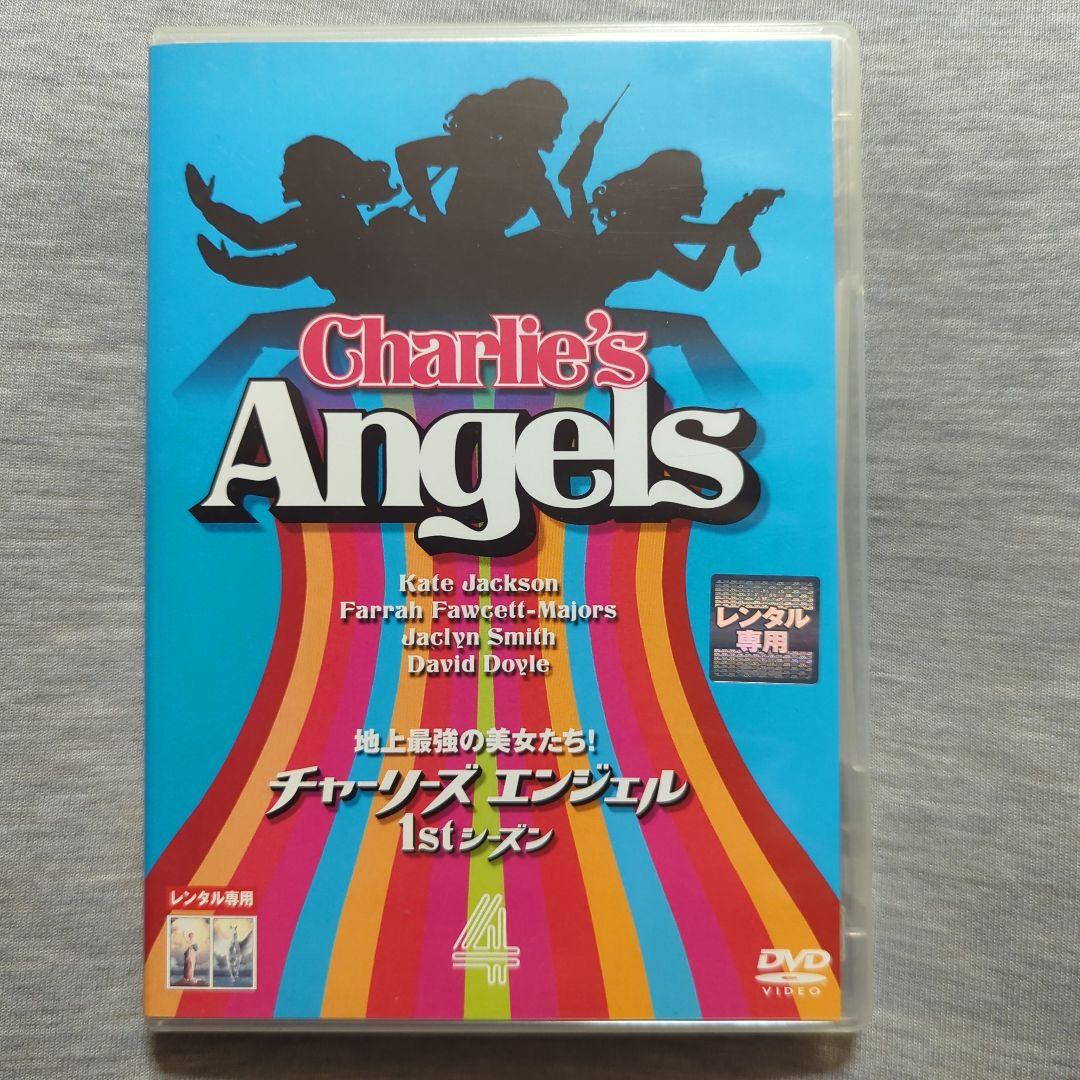 Charlie's
Angels
Kate Jackson
Farrah Fawcett-Majors
Jaclyn Smith
David Doyle
レンタル
専用
地上最強の美女たち!
チャーリーズ エンジェル
1stシーズン
レンタル専用
4
DVD
VIDEO